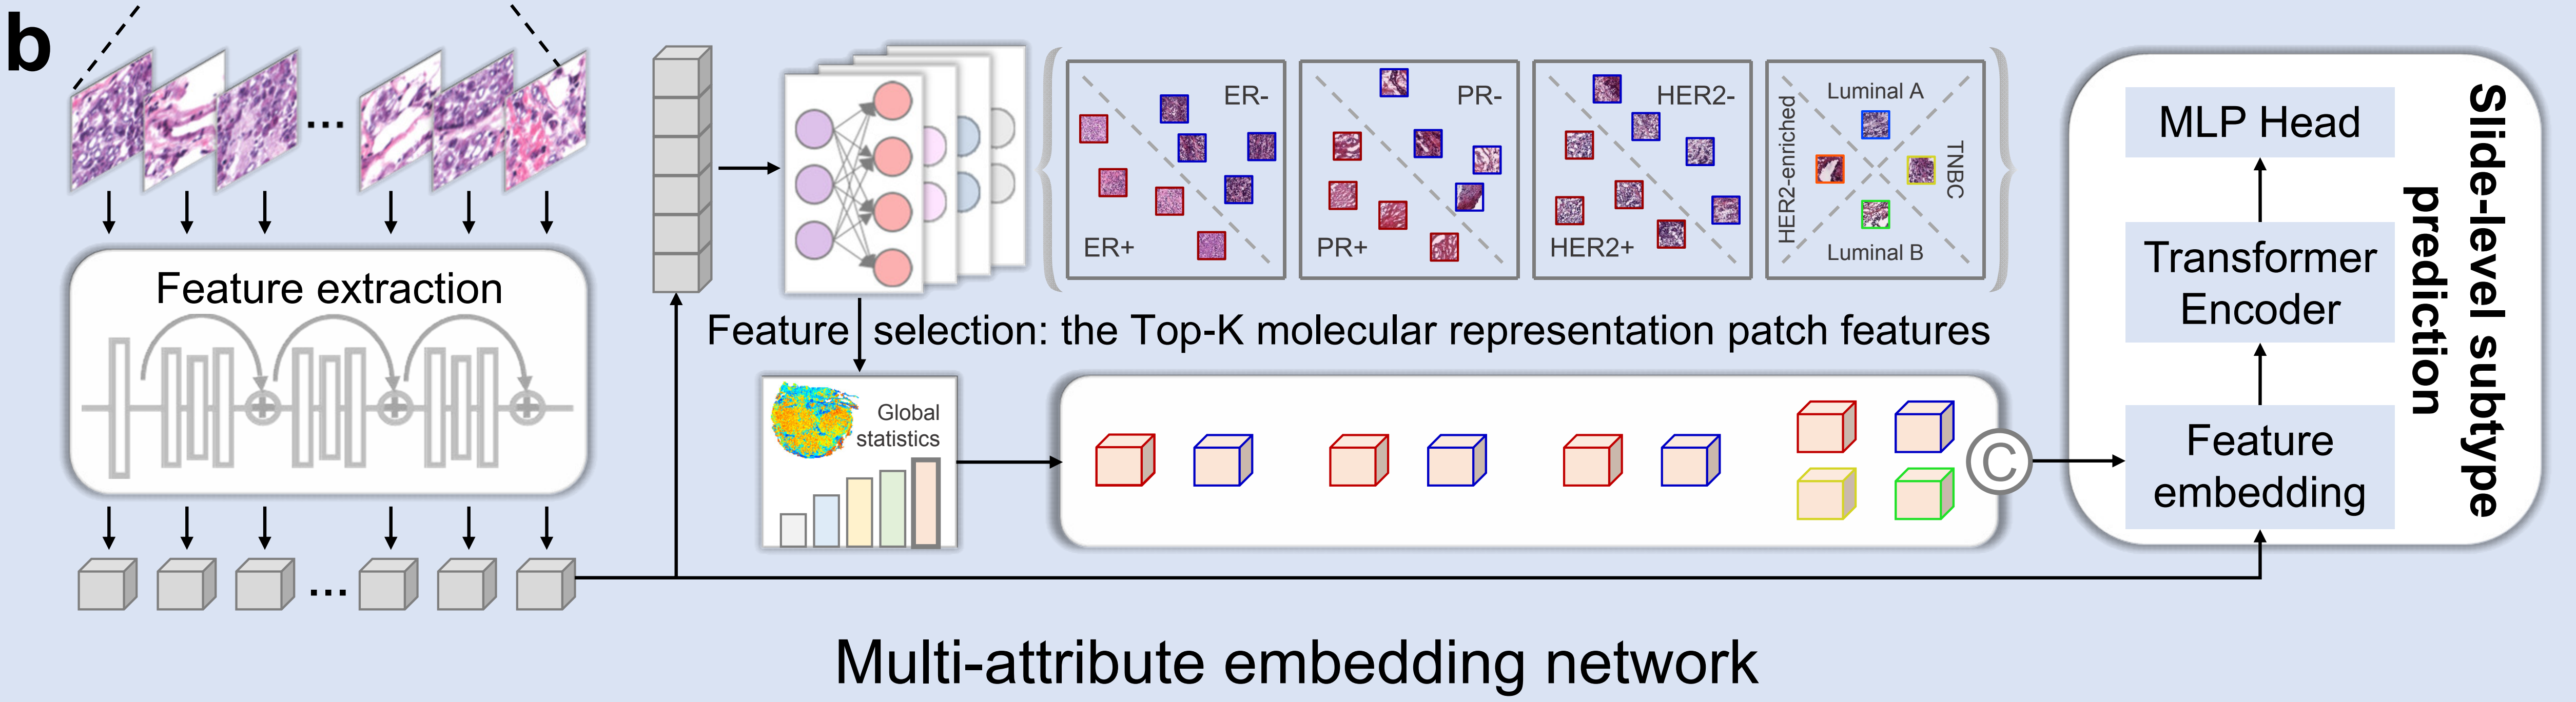 b
...
Feature extraction
...
ER-
ER+
PR-
PR+
HER2-
HER2+
Luminal A
HER2-enriched
TNBC
Luminal B
Feature selection: the Top-K molecular representation patch features
Global
statistics
C
MLP Head
Transformer
Encoder
Feature
embedding
Slide-level subtype
prediction
Multi-attribute embedding network